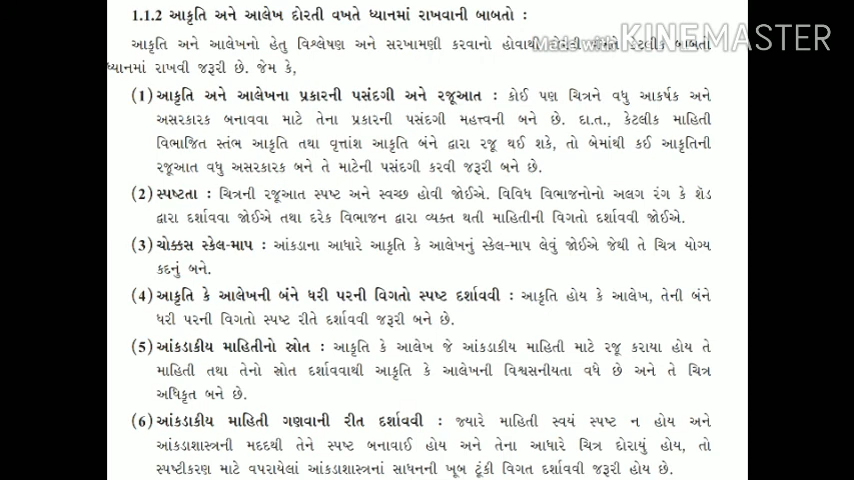 1.1.2 આકૃતિ અને આલેખ દોરતી વખતે ધ્યાનમાં રાખવાની બાબતો :
આકૃતિ અને આલેખનો હેતુ વિશ્લેષણ અને સરખામણી કરવાનો હોવાથી બાબતો
Made with KINEMASTER
ધ્યાનમાં રાખવી જરૂરી છે. જેમ કે,
(1) આકૃતિ અને આલેખના પ્રકારની પસંદગી અને રજૂઆત : કોઈ પણ ચિત્રને વધુ આકર્ષક અને
અસરકારક બનાવવા માટે તેના પ્રકારની પસંદગી મહત્ત્વની બને છે. દા.ત., કેટલીક માહિતી
વિભાજિત સ્તંભ આકૃતિ તથા વૃત્તાંશ આકૃતિ બંને દ્વારા રજૂ થઈ શકે, તો બેમાંથી કઈ આકૃતિની
રજૂઆત વધુ અસરકારક બને તે માટેની પસંદગી કરવી જરૂરી બને છે.
(2) સ્પષ્ટતા : ચિત્રની રજૂઆત સ્પષ્ટ અને સ્વચ્છ હોવી જોઈએ. વિવિધ વિભાજનોનો અલગ રંગ કે શૅડ
દ્વારા દર્શાવવા જોઈએ તથા દરેક વિભાજન દ્વારા વ્યક્ત થતી માહિતીની વિગતો દર્શાવવી જોઈએ.
(3) ચોક્કસ સ્કેલ-માપ : આંકડાના આધારે આકૃતિ કે આલેખનું સ્કેલ-માપ લેવું જોઈએ જેથી તે ચિત્ર યોગ્ય
કદનું બને.
(4) આકૃતિ કે આલેખની બંને ધરી પરની વિગતો સ્પષ્ટ દર્શાવવી : આકૃતિ હોય કે આલેખ, તેની બંને
ધરી પરની વિગતો સ્પષ્ટ રીતે દર્શાવવી જરૂરી બને છે.
(5) આંકડાકીય માહિતીનો સ્રોત : આકૃતિ કે આલેખ જે આંકડાકીય માહિતી માટે રજૂ કરાયા હોય તે
માહિતી તથા તેનો સ્રોત દર્શાવવાથી આકૃતિ કે આલેખની વિશ્વસનીયતા વધે છે અને તે ચિત્ર
અધિકૃત બને છે.
(6) આંકડાકીય માહિતી ગણવાની રીત દર્શાવવી : જ્યારે માહિતી સ્વયં સ્પષ્ટ ન હોય અને
આંકડાશાસ્ત્રની મદદથી તેને સ્પષ્ટ બનાવાઈ હોય અને તેના આધારે ચિત્ર દોરાયું હોય, તો
સ્પષ્ટીકરણ માટે વપરાયેલાં આંકડાશાસ્ત્રનાં સાધનની ખૂબ ટૂંકી વિગત દર્શાવવી જરૂરી હોય છે.